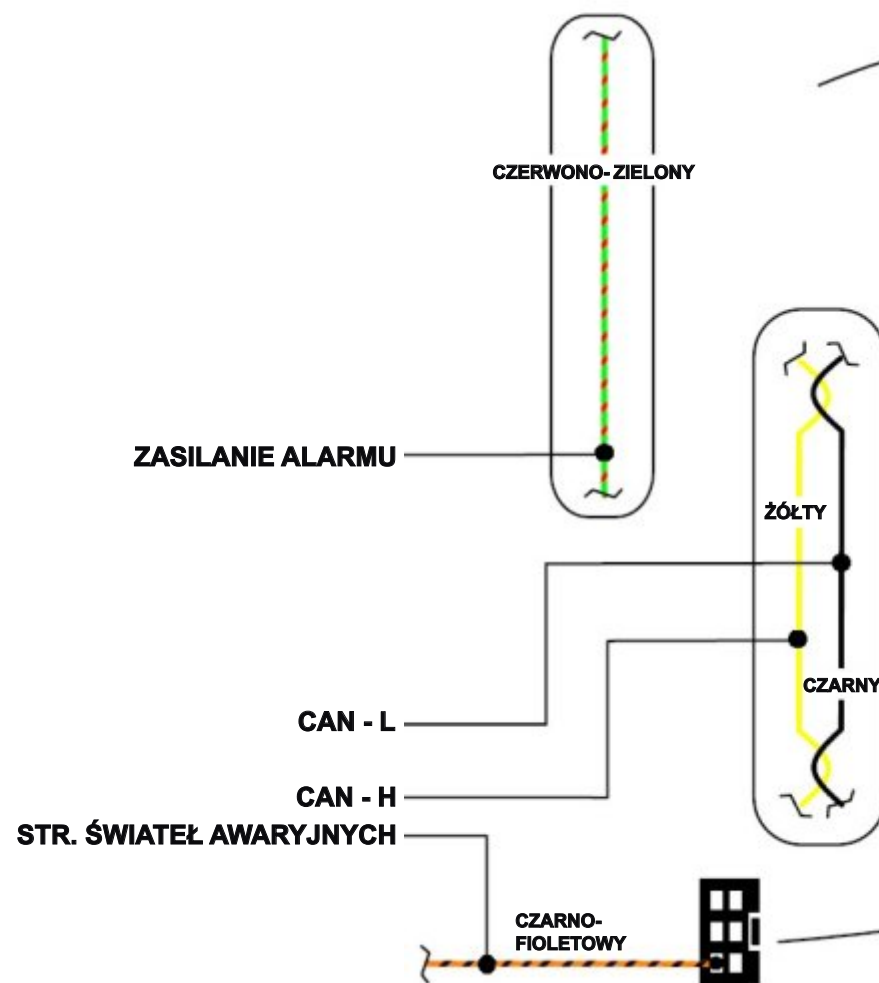 CZERWONO-ZIELONY
ZASILANIE ALARMU
ŻÓŁTY
CZARNY
CAN - L
CAN - H
STR. ŚWIATEŁ AWARYJNYCH
CZARNO-
FIOLETOWY